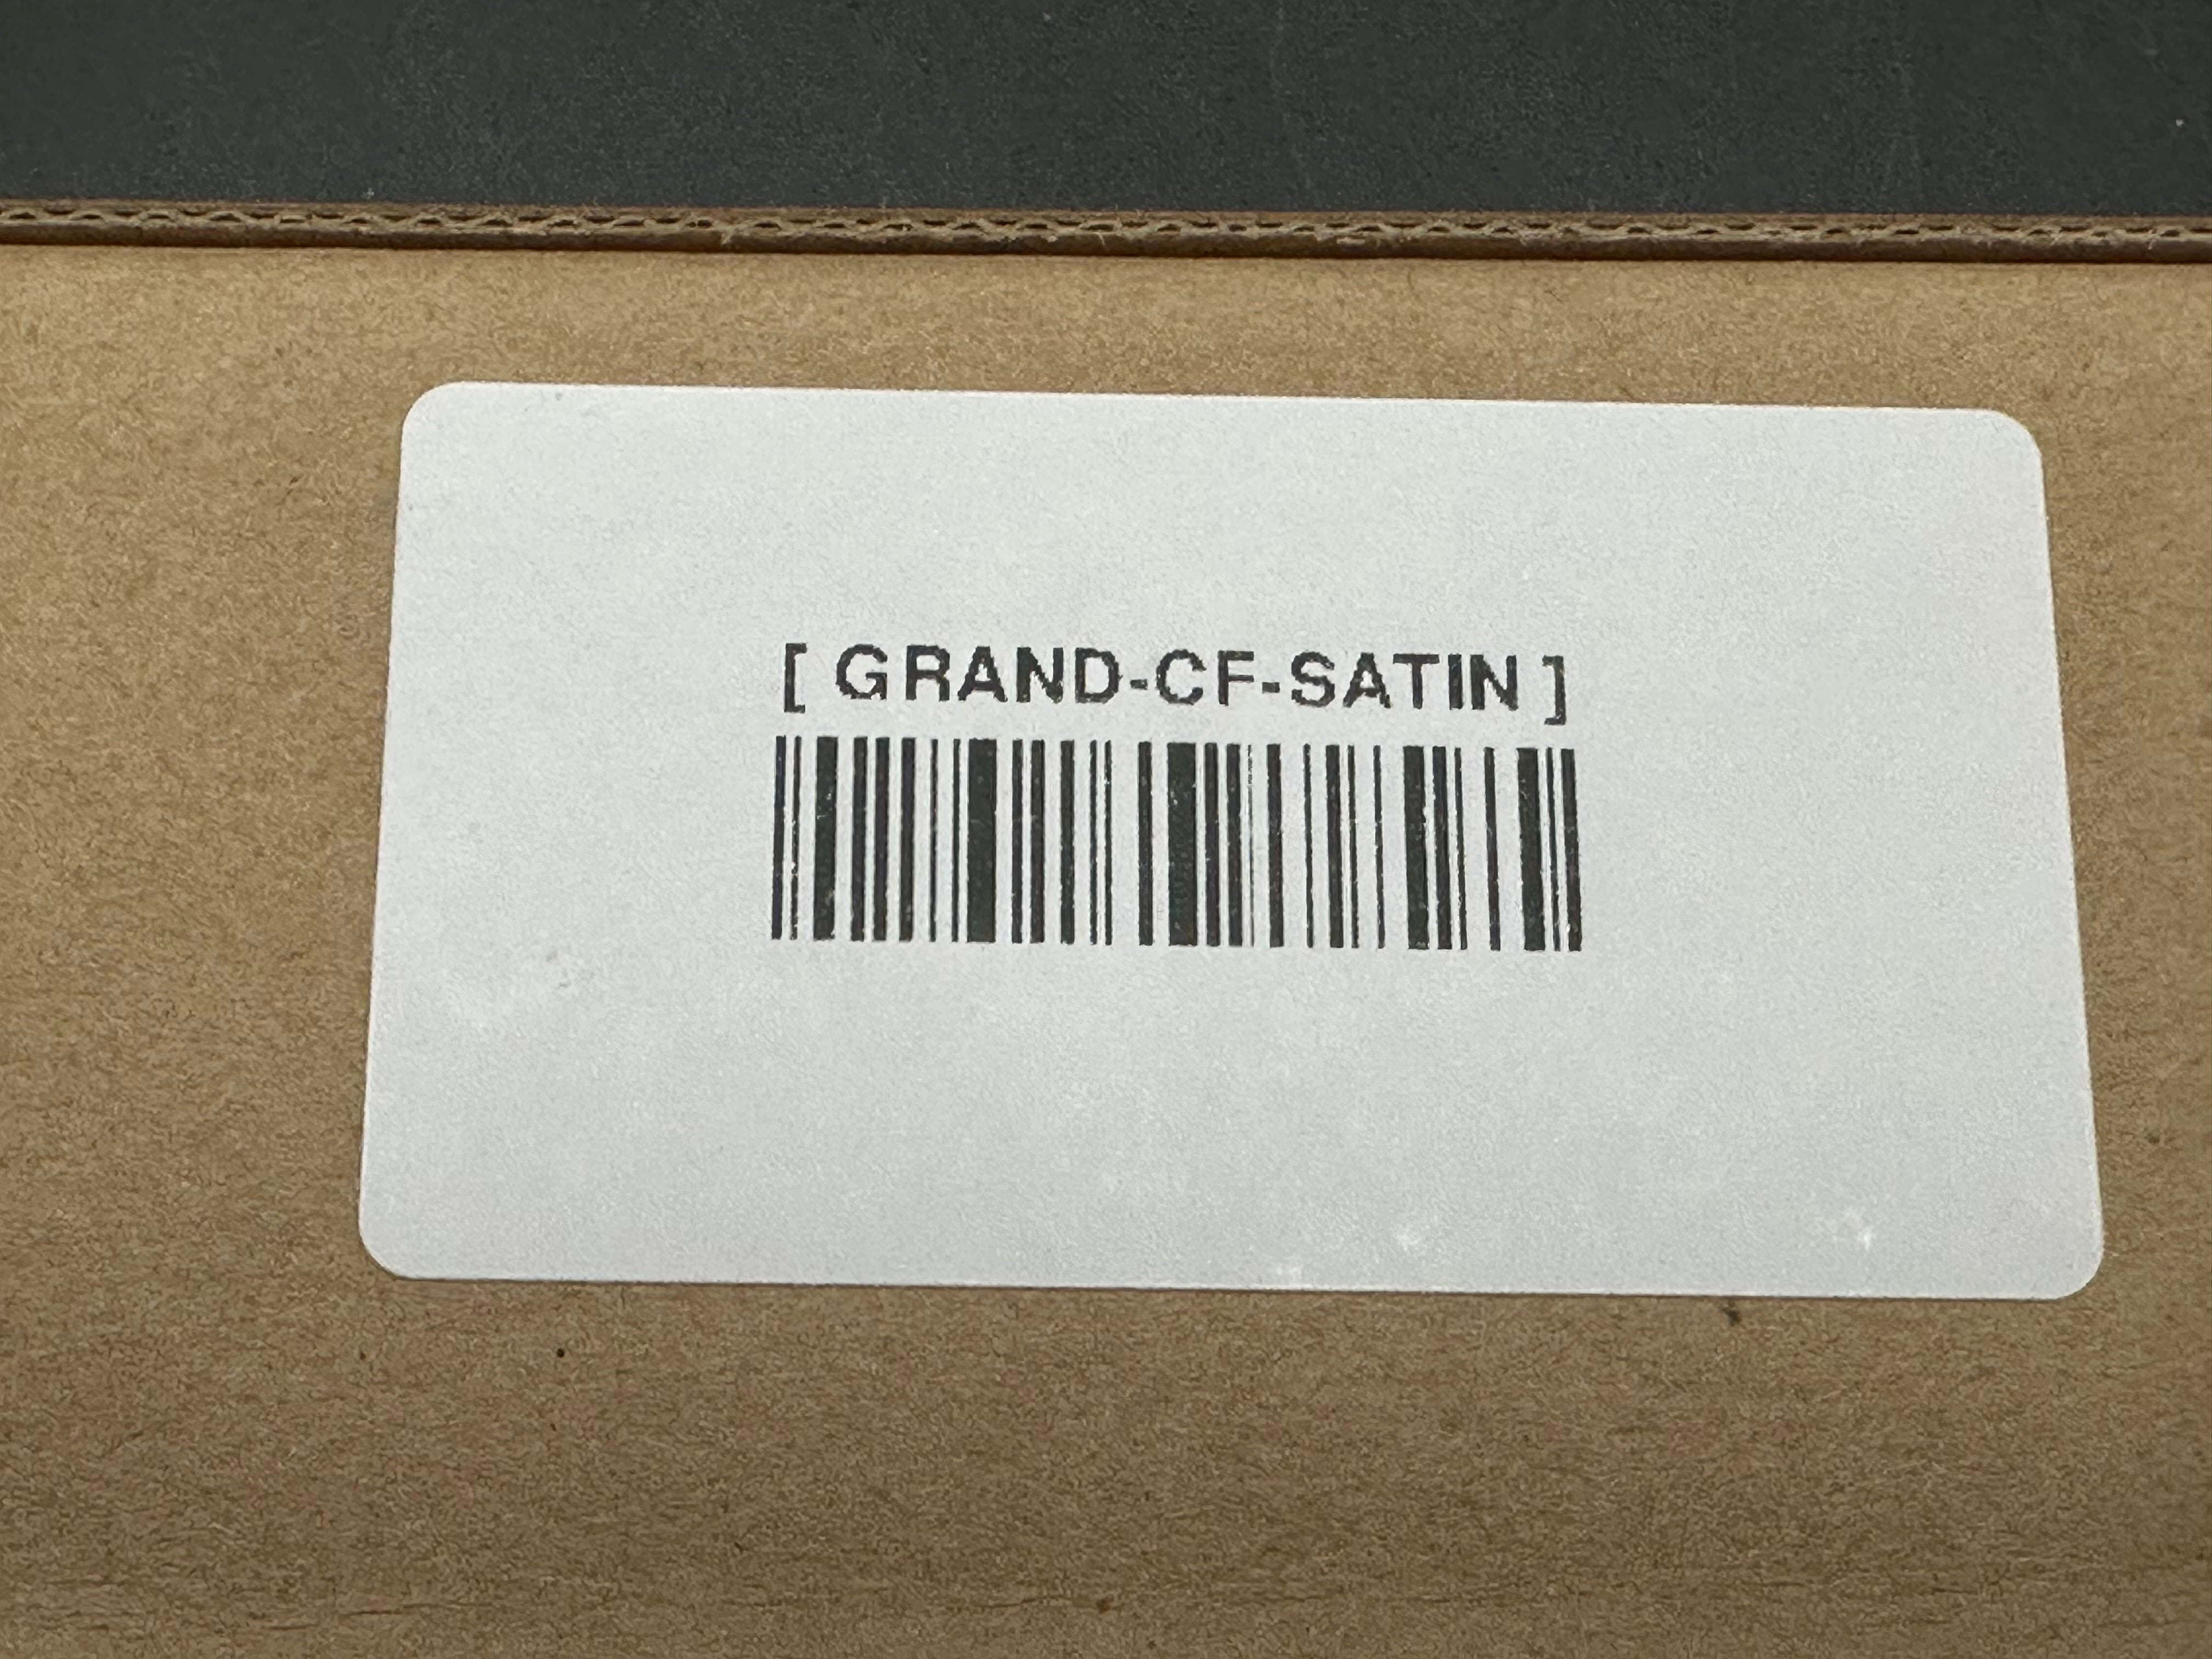 [ GRAND-CF-SATIN ]